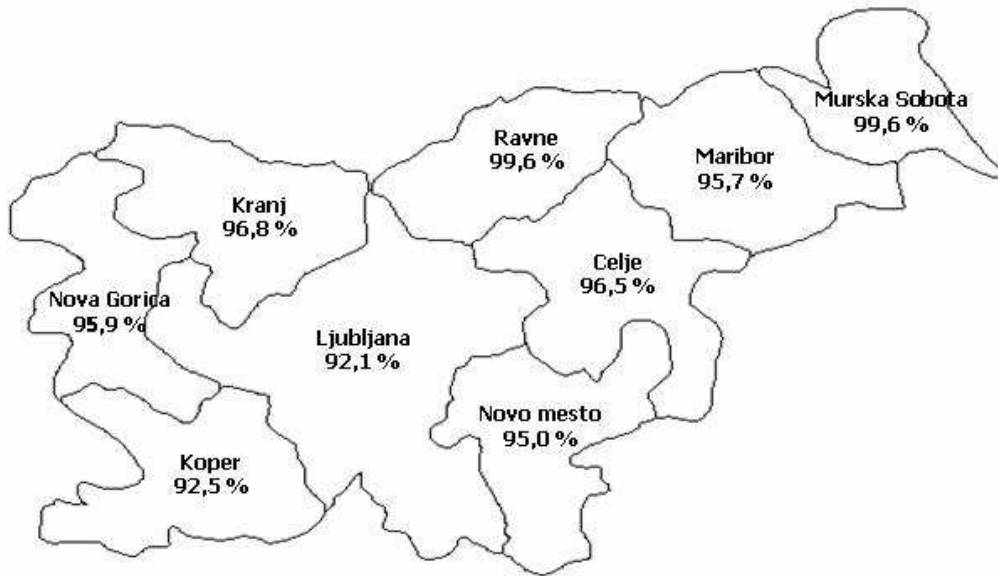 Murska Sobota
99,6 %
Ravne
99,6 %
Maribor
95,7 %
Kranj
96,8 %
Celje
96,5 %
Nova Gorica
95,9 %
Ljubljana
92,1 %
Novo mesto
95,0 %
Koper
92,5 %